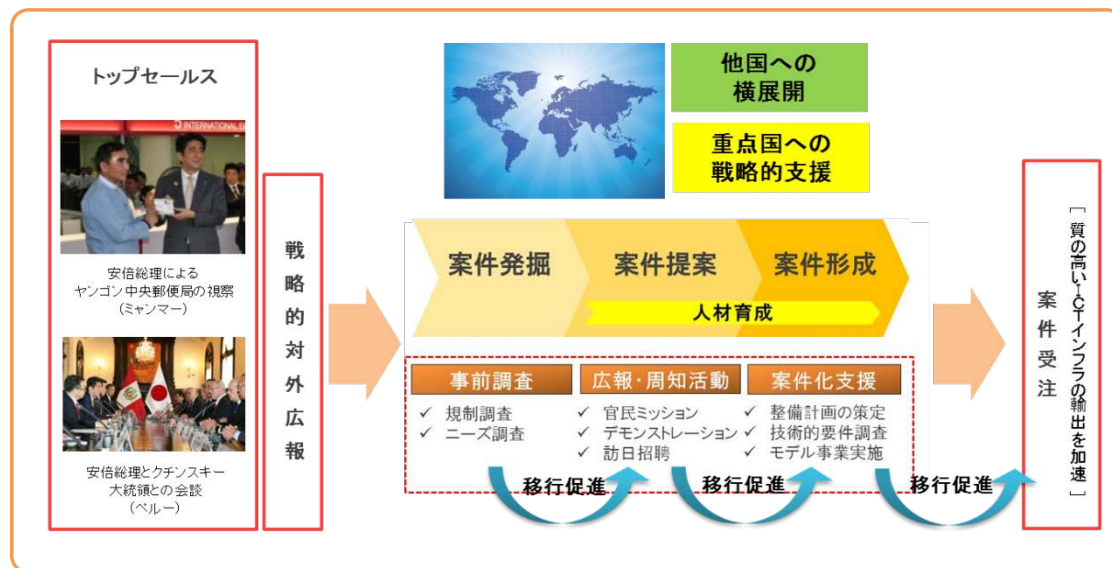 トップセールス
INTERNATIONAL
安倍総理による
ヤンゴン中央郵便局の視察
(ミャンマー)
安倍総理とクチンスキー
大統領との会談
(ペルー)
戦略的対外広報
他国への
横展開
重点国への
戦略的支援
案件発掘
案件提案
案件形成
人材育成
事前調査
✓ 規制調査
✓ ニーズ調査
広報・周知活動
✓ 官民ミッション
✓ デモンストレーション
✓ 訪日招聘
案件化支援
✓ 整備計画の策定
✓ 技術的要件調査
✓ モデル事業実施
移行促進
移行促進
移行促進
[質の高いICTインフラの輸出を加速]
案件受注